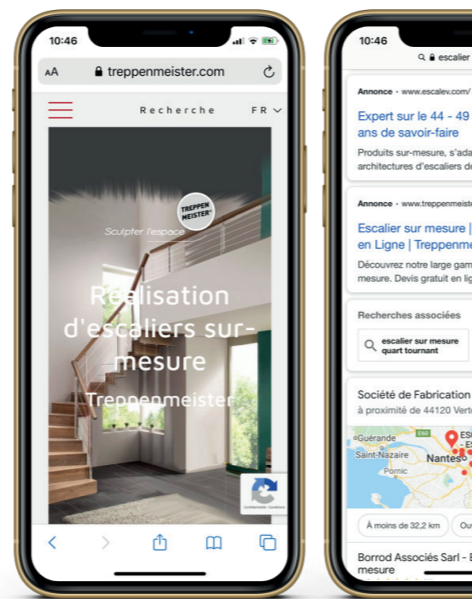 10:46
AA treppenmeister.com
Recherche FR
TREPPEN
MEISTER
Sculpter l'espace
Réalisation
d'escaliers sur-
mesure
Treppenmeister
10:46
escalier
Annonce · www.escalev.com/
Expert sur le 44 - 49
ans de savoir-faire
Produits sur-mesure, s'ada
architectures d'escaliers de
Annonce · www.treppenmeist
Escalier sur mesure |
en Ligne | Treppenme
Découvrez notre large gam
mesure. Devis gratuit en lig
Recherches associées
escalier sur mesure
quart tournant
Société de Fabrication
à proximité de 44120 Vert
Guérande
E60
Saint-Nazaire
Nantes
Pornic
À moins de 32,2 km
Ou
Borrod Associés Sarl - E
mesure